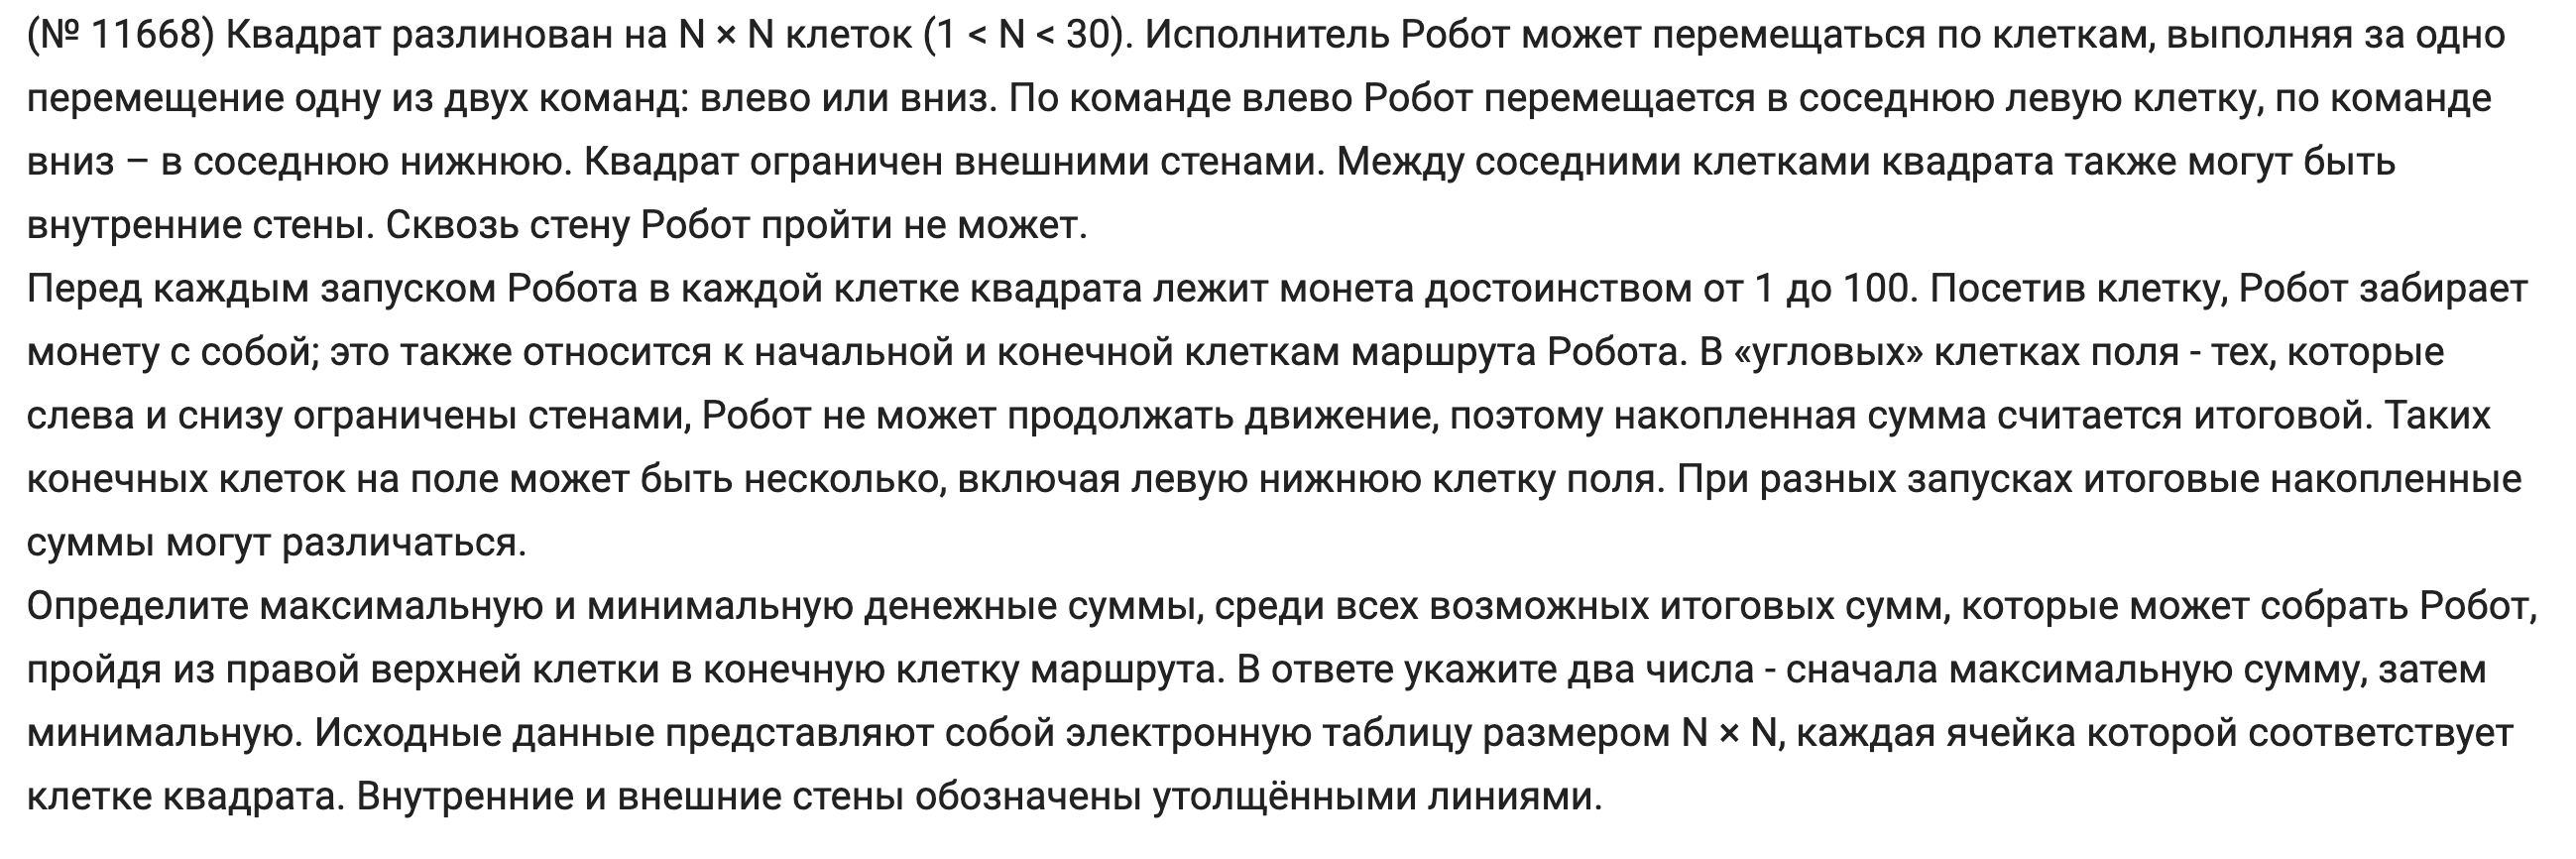 (№ 11668) Квадрат разлинован на N × N клеток (1 < N < 30). Исполнитель Робот может перемещаться по клеткам, выполняя за одно
перемещение одну из двух команд: влево или вниз. По команде влево Робот перемещается в соседнюю левую клетку, по команде
вниз – в соседнюю нижнюю. Квадрат ограничен внешними стенами. Между соседними клетками квадрата также могут быть
внутренние стены. Сквозь стену Робот пройти не может.
Перед каждым запуском Робота в каждой клетке квадрата лежит монета достоинством от 1 до 100. Посетив клетку, Робот забирает
монету с собой; это также относится к начальной и конечной клеткам маршрута Робота. В «угловых» клетках поля - тех, которые
слева и снизу ограничены стенами, Робот не может продолжать движение, поэтому накопленная сумма считается итоговой. Таких
конечных клеток на поле может быть несколько, включая левую нижнюю клетку поля. При разных запусках итоговые накопленные
суммы могут различаться.
Определите максимальную и минимальную денежные суммы, среди всех возможных итоговых сумм, которые может собрать Робот,
пройдя из правой верхней клетки в конечную клетку маршрута. В ответе укажите два числа - сначала максимальную сумму, затем
минимальную. Исходные данные представляют собой электронную таблицу размером N × N, каждая ячейка которой соответствует
клетке квадрата. Внутренние и внешние стены обозначены утолщёнными линиями.